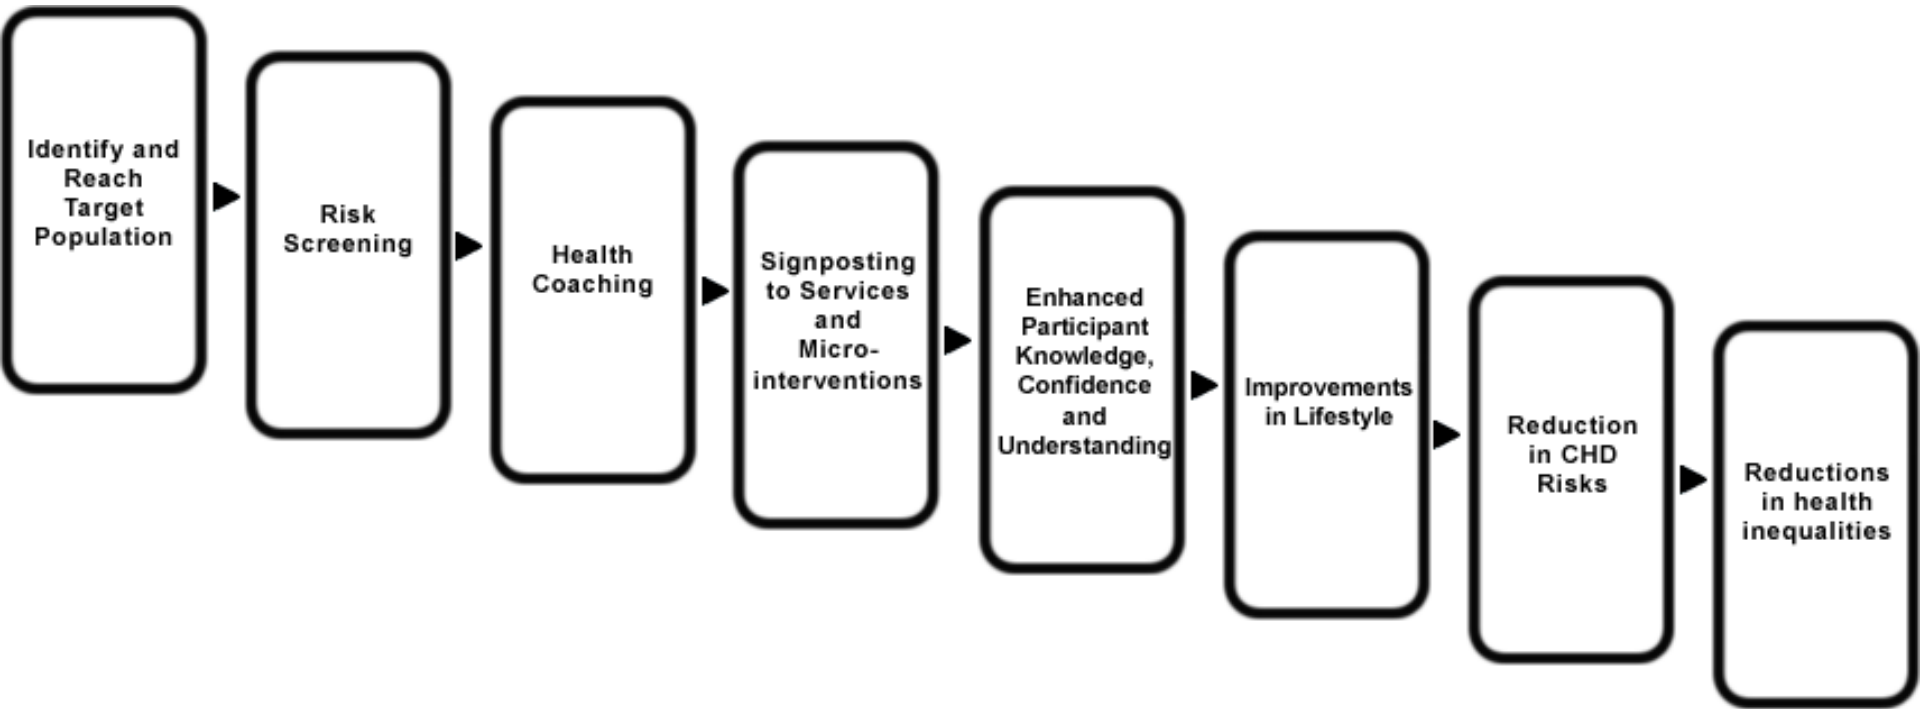 Identify and
Reach
Target
Population
Risk
Screening
Health
Coaching
Signposting
to Services
and
Micro-
interventions
Enhanced
Participant
Knowledge,
Confidence
and
Understanding
Improvements
in Lifestyle
Reduction
in CHD
Risks
Reductions
in health
inequalities